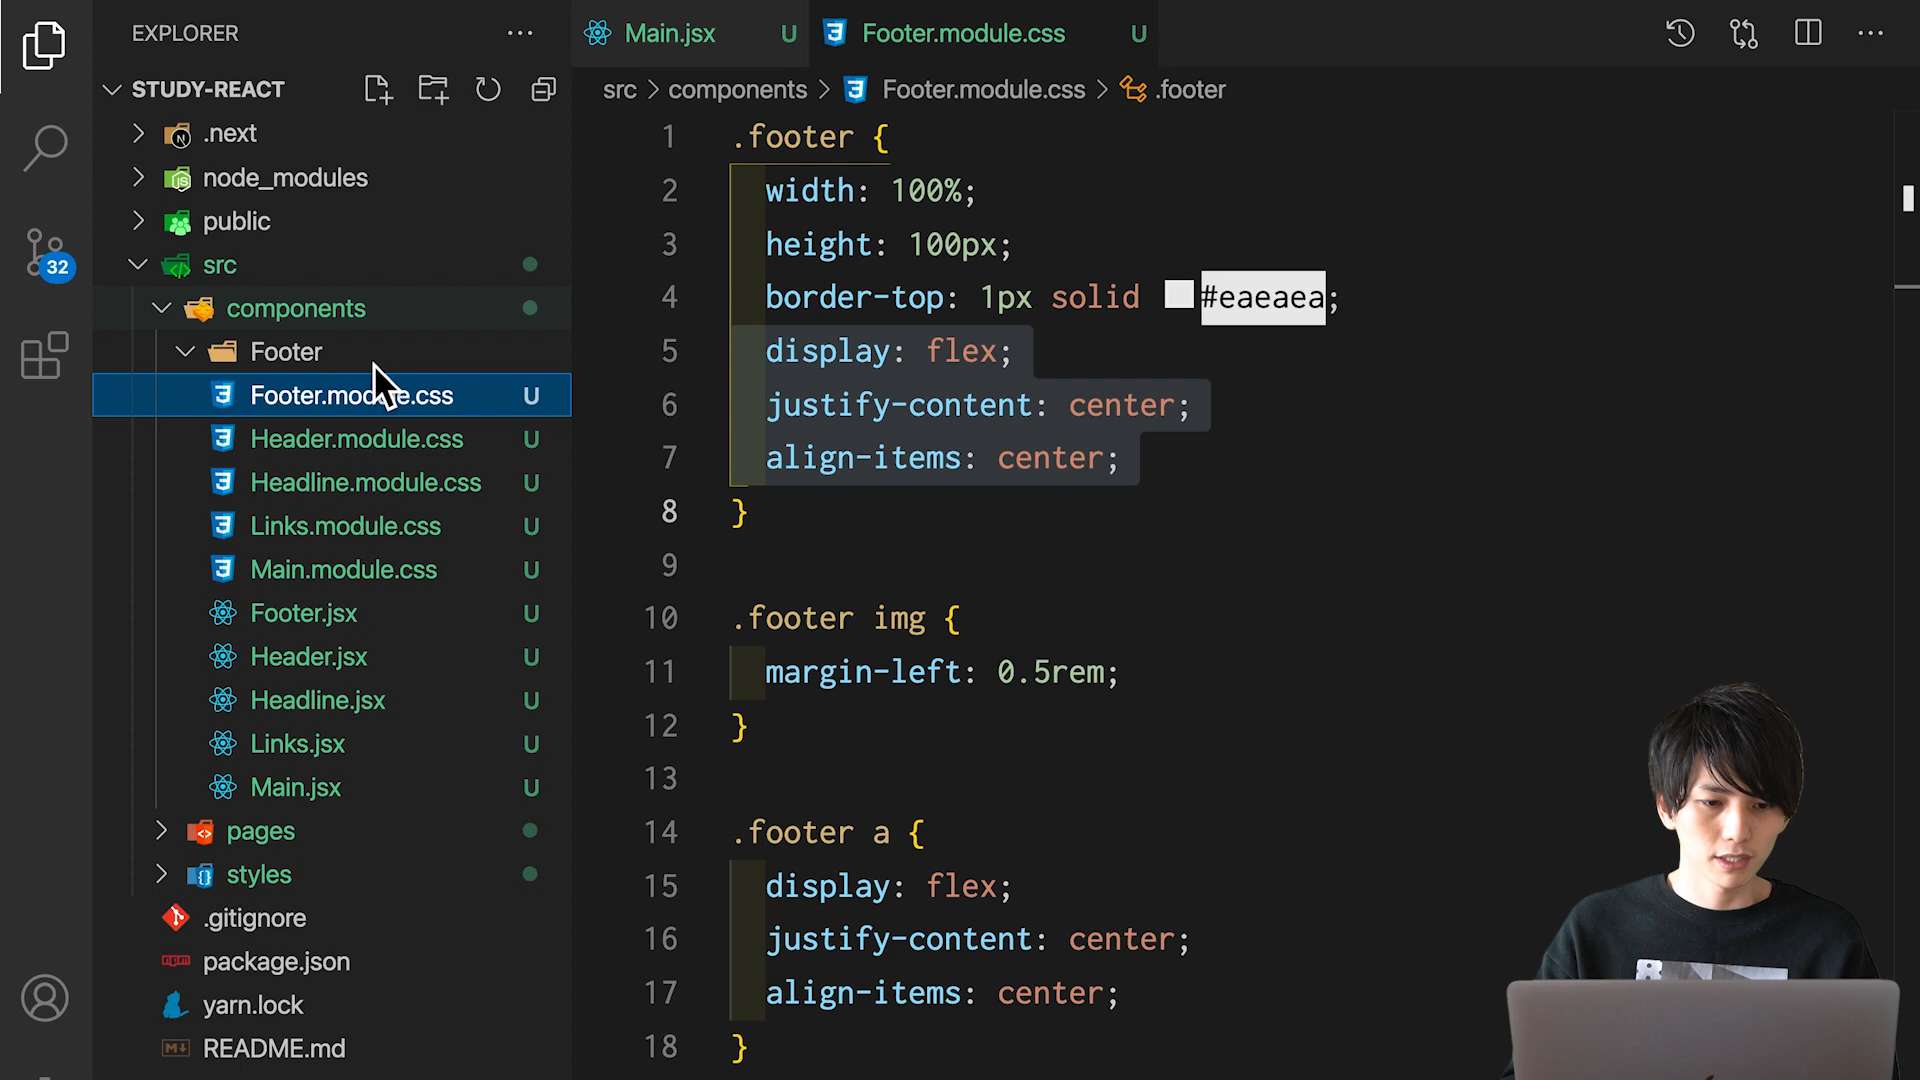 EXPLORER
STUDY-REACT
.next
node_modules
public
src
components
Footer
Footer.module.css U
Header.module.css U
Headline.module.css U
Links.module.css U
Main.module.css U
Footer.jsx U
Header.jsx U
Headline.jsx U
Links.jsx U
Main.jsx U
pages
styles
.gitignore
package.json
yarn.lock
README.md
32
Main.jsx U
Footer.module.css U
src > components > Footer.module.css > .footer
1 .footer {
2 width: 100%;
3 height: 100px;
4 border-top: 1px solid #eaeaea;
5 display: flex;
6 justify-content: center;
7 align-items: center;
8 }
9
10 .footer img {
11 margin-left: 0.5rem;
12 }
13
14 .footer a {
15 display: flex;
16 justify-content: center;
17 align-items: center;
18 }